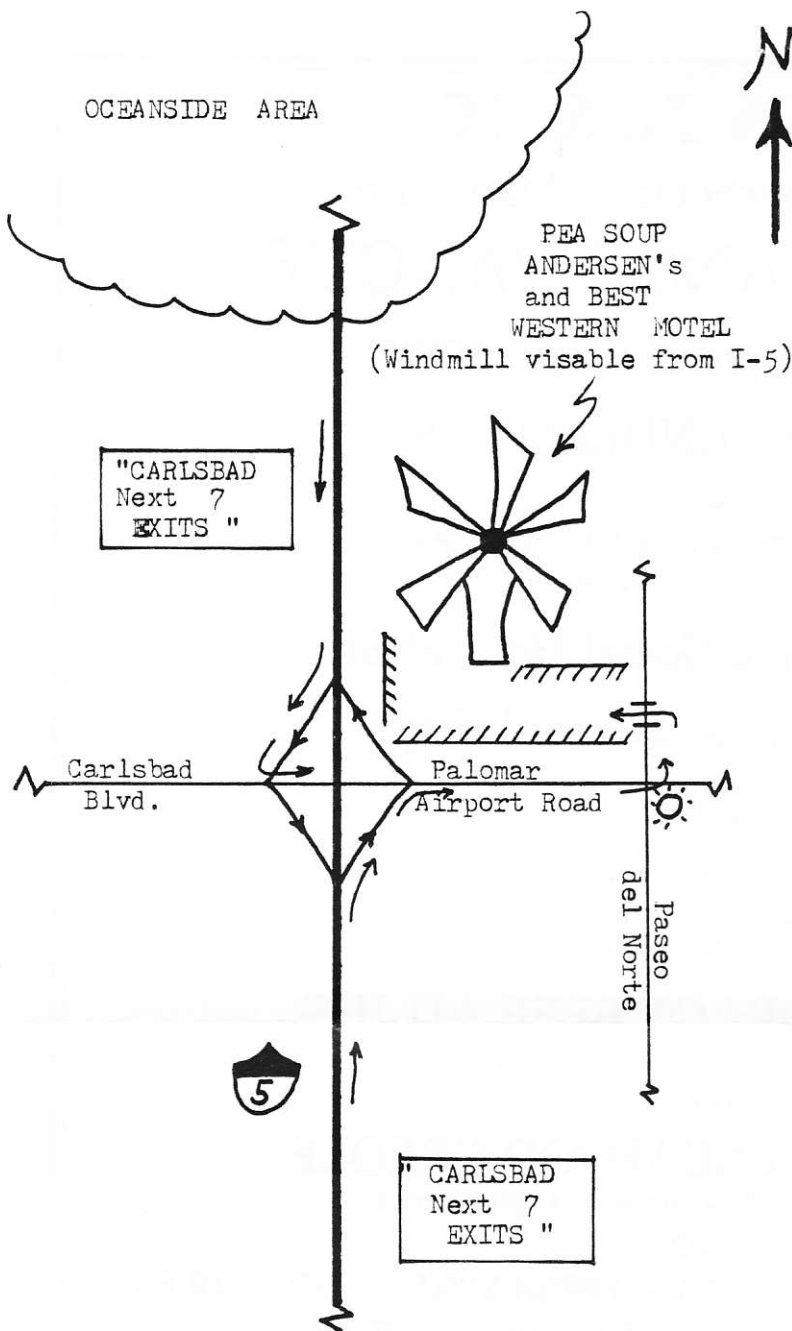 N
OCEANSIDE AREA
PEA SOUP
ANDERSEN's
and BEST
WESTERN MOTEL
(Windmill visable from I-5)
"CARLSBAD
Next 7
EXITS "
Carlsbad
Blvd.
Palomar
Airport Road
Paseo
del Norte
5
" CARLSBAD
Next 7
EXITS "